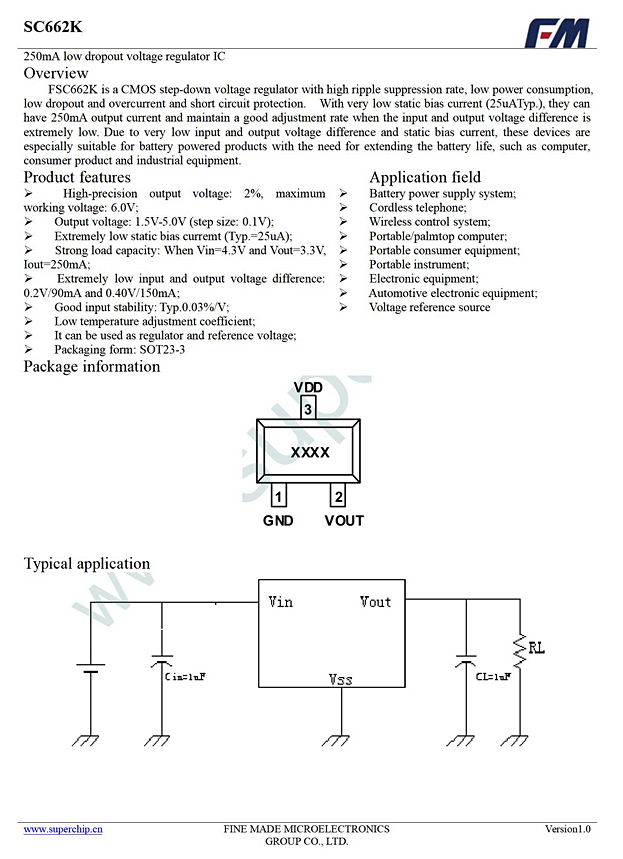 SC662K
FM
250mA low dropout voltage regulator IC
Overview
FSC662K is a CMOS step-down voltage regulator with high ripple suppression rate, low power consumption,
low dropout and overcurrent and short circuit protection. With very low static bias current (25uATyp.), they can
have 250mA output current and maintain a good adjustment rate when the input and output voltage difference is
extremely low. Due to very low input and output voltage difference and static bias current, these devices are
especially suitable for battery powered products with the need for extending the battery life, such as computer,
consumer product and industrial equipment.
Product features
➢ High-precision output voltage: 2%, maximum
working voltage: 6.0V;
➢ Output voltage: 1.5V-5.0V (step size: 0.1V);
➢ Extremely low static bias curremt (Typ.=25uA);
➢ Strong load capacity: When Vin=4.3V and Vout=3.3V,
Iout=250mA;
➢ Extremely low input and output voltage difference:
0.2V/90mA and 0.40V/150mA;
➢ Good input stability: Typ.0.03%/V;
➢ Low temperature adjustment coefficient;
➢ It can be used as regulator and reference voltage;
➢ Packaging form: SOT23-3
Application field
➢ Battery power supply system;
➢ Cordless telephone;
➢ Wireless control system;
➢ Portable/palmtop computer;
➢ Portable consumer equipment;
➢ Portable instrument;
➢ Electronic equipment;
➢ Automotive electronic equipment;
➢ Voltage reference source
Package information
VDD
3
XXXX
1 2
GND VOUT
Typical application
Vin Vout
Vss
Cin=1uF
CL=1uF
RL
www.superchip.cn
FINE MADE MICROELECTRONICS
GROUP CO., LTD.
Version1.0